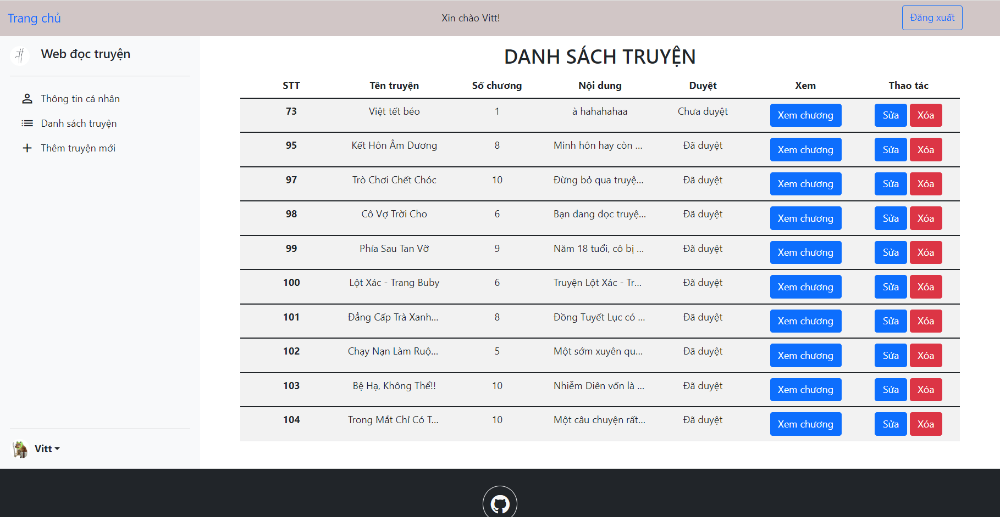 Trang chủ Xin chào Vitt! Đăng xuất
Web đọc truyện
Thông tin cá nhân
Danh sách truyện
Thêm truyện mới
Vitt
DANH SÁCH TRUYỆN
STT Tên truyện Số chương Nội dung Duyệt Xem Thao tác
73 Việt tết béo 1 à hahahahaa Chưa duyệt Xem chương Sửa Xóa
95 Kết Hôn Âm Dương 8 Minh hôn hay còn ... Đã duyệt Xem chương Sửa Xóa
97 Trò Chơi Chết Chóc 10 Đừng bỏ qua truyệ... Đã duyệt Xem chương Sửa Xóa
98 Cô Vợ Trời Cho 6 Bạn đang đọc truyệ... Đã duyệt Xem chương Sửa Xóa
99 Phía Sau Tan Vỡ 9 Năm 18 tuổi, cô bị ... Đã duyệt Xem chương Sửa Xóa
100 Lột Xác - Trang Buby 6 Truyện Lột Xác - Tr... Đã duyệt Xem chương Sửa Xóa
101 Đẳng Cấp Trà Xanh... 8 Đồng Tuyết Lục có ... Đã duyệt Xem chương Sửa Xóa
102 Chạy Nạn Làm Ruộ... 5 Một sớm xuyên qu... Đã duyệt Xem chương Sửa Xóa
103 Bệ Hạ, Không Thể!! 10 Nhiễm Diên vốn là ... Đã duyệt Xem chương Sửa Xóa
104 Trong Mắt Chỉ Có T... 10 Một câu chuyện rất... Đã duyệt Xem chương Sửa Xóa